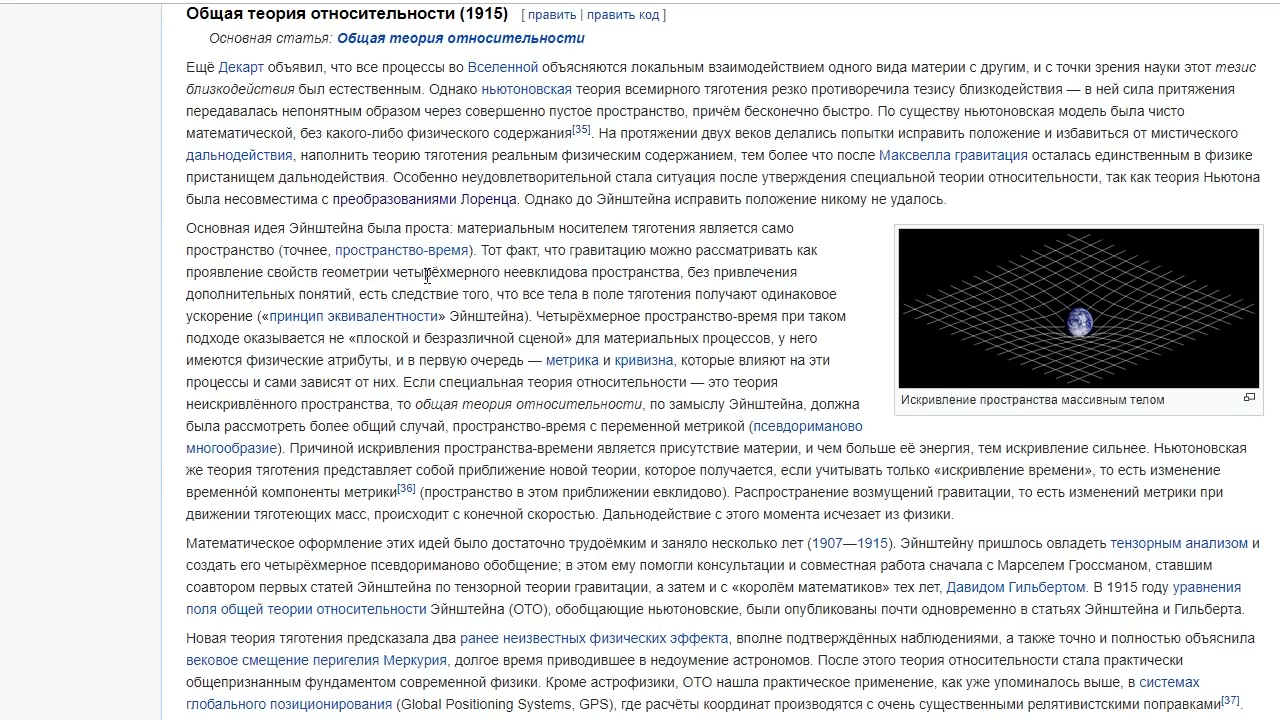 Общая теория относительности (1915) [ править | править код ]
Основная статья: Общая теория относительности
Ещё Декарт объявил, что все процессы во Вселенной объясняются локальным взаимодействием одного вида материи с другим, и с точки зрения науки этот тезис
близкодействия был естественным. Однако ньютоновская теория всемирного тяготения резко противоречила тезису близкодействия — в ней сила притяжения
передавалась непонятным образом через совершенно пустое пространство, причём бесконечно быстро. По существу ньютоновская модель была чисто
математической, без какого-либо физического содержания[35]. На протяжении двух веков делались попытки исправить положение и избавиться от мистического
дальнодействия, наполнить теорию тяготения реальным физическим содержанием, тем более что после Максвелла гравитация осталась единственным в физике
пристанищем дальнодействия. Особенно неудовлетворительной стала ситуация после утверждения специальной теории относительности, так как теория Ньютона
была несовместима с преобразованиями Лоренца. Однако до Эйнштейна исправить положение никому не удалось.
Основная идея Эйнштейна была проста: материальным носителем тяготения является само
пространство (точнее, пространство-время). Тот факт, что гравитацию можно рассматривать как
проявление свойств геометрии четырёхмерного неевклидова пространства, без привлечения
дополнительных понятий, есть следствие того, что все тела в поле тяготения получают одинаковое
ускорение («принцип эквивалентности» Эйнштейна). Четырёхмерное пространство-время при таком
подходе оказывается не «плоской и безразличной сценой» для материальных процессов, у него
имеются физические атрибуты, и в первую очередь — метрика и кривизна, которые влияют на эти
процессы и сами зависят от них. Если специальная теория относительности — это теория
неискривлённого пространства, то общая теория относительности, по замыслу Эйнштейна, должна
была рассмотреть более общий случай, пространство-время с переменной метрикой (псевдориманово
многообразие). Причиной искривления пространства-времени является присутствие материи, и чем больше её энергия, тем искривление сильнее. Ньютоновская
же теория тяготения представляет собой приближение новой теории, которое получается, если учитывать только «искривление времени», то есть изменение
временно́й компоненты метрики[36] (пространство в этом приближении евклидово). Распространение возмущений гравитации, то есть изменений метрики при
движении тяготеющих масс, происходит с конечной скоростью. Дальнодействие с этого момента исчезает из физики.
Искривление пространства массивным телом
Математическое оформление этих идей было достаточно трудоёмким и заняло несколько лет (1907—1915). Эйнштейну пришлось овладеть тензорным анализом и
создать его четырёхмерное псевдориманово обобщение; в этом ему помогли консультации и совместная работа сначала с Марселем Гроссманом, ставшим
соавтором первых статей Эйнштейна по тензорной теории гравитации, а затем и с «королём математиков» тех лет, Давидом Гильбертом. В 1915 году уравнения
поля общей теории относительности Эйнштейна (ОТО), обобщающие ньютоновские, были опубликованы почти одновременно в статьях Эйнштейна и Гильберта.
Новая теория тяготения предсказала два ранее неизвестных физических эффекта, вполне подтверждённых наблюдениями, а также точно и полностью объяснила
вековое смещение перигелия Меркурия, долгое время приводившее в недоумение астрономов. После этого теория относительности стала практически
общепризнанным фундаментом современной физики. Кроме астрофизики, ОТО нашла практическое применение, как уже упоминалось выше, в системах
глобального позиционирования (Global Positioning Systems, GPS), где расчёты координат производятся с очень существенными релятивистскими поправками[37].